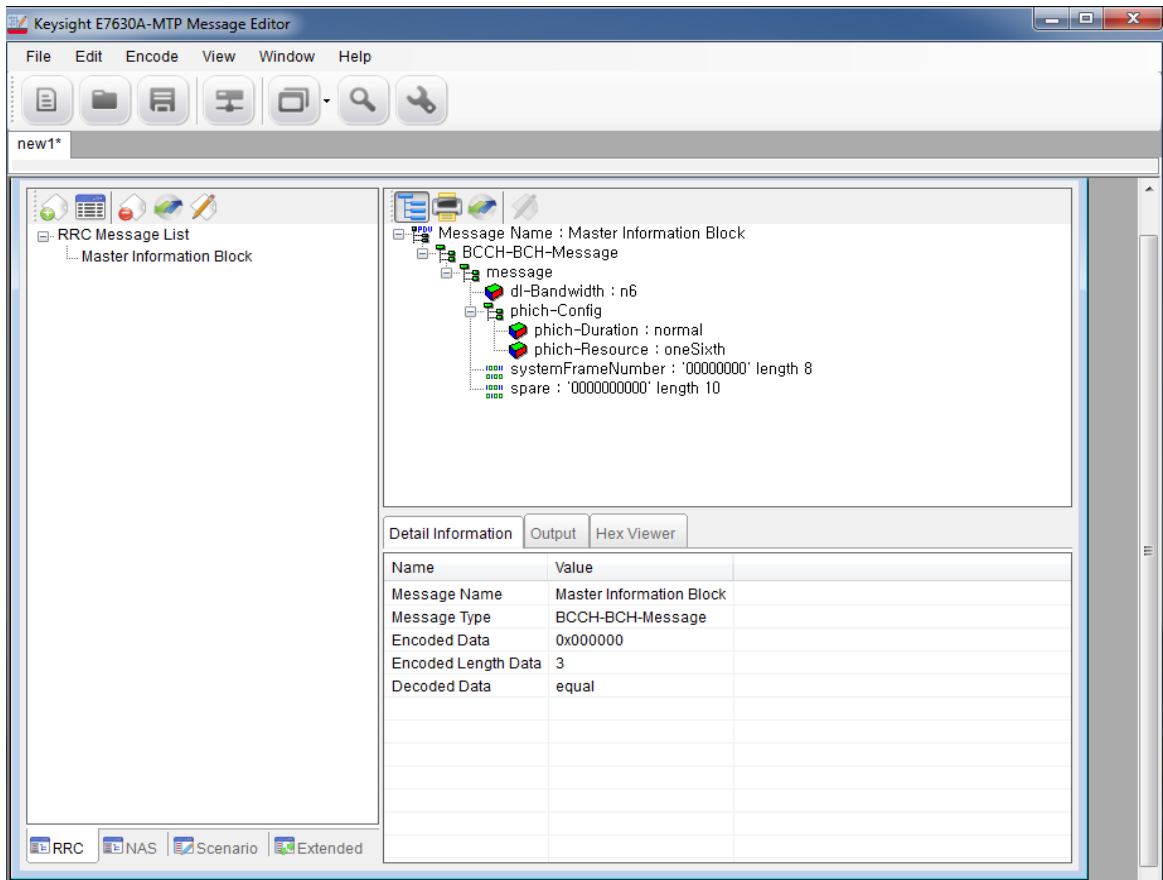 Keysight E7630A-MTP Message Editor
File Edit Encode View Window Help
new1*
RRC Message List
Master Information Block
Message Name : Master Information Block
BCCH-BCH-Message
message
dl-Bandwidth : n6
phich-Config
phich-Duration : normal
phich-Resource : oneSixth
systemFrameNumber : '00000000' length 8
spare : '0000000000' length 10
Detail Information Output Hex Viewer
Name Value
Message Name Master Information Block
Message Type BCCH-BCH-Message
Encoded Data 0x000000
Encoded Length Data 3
Decoded Data equal
RRC NAS Scenario Extended